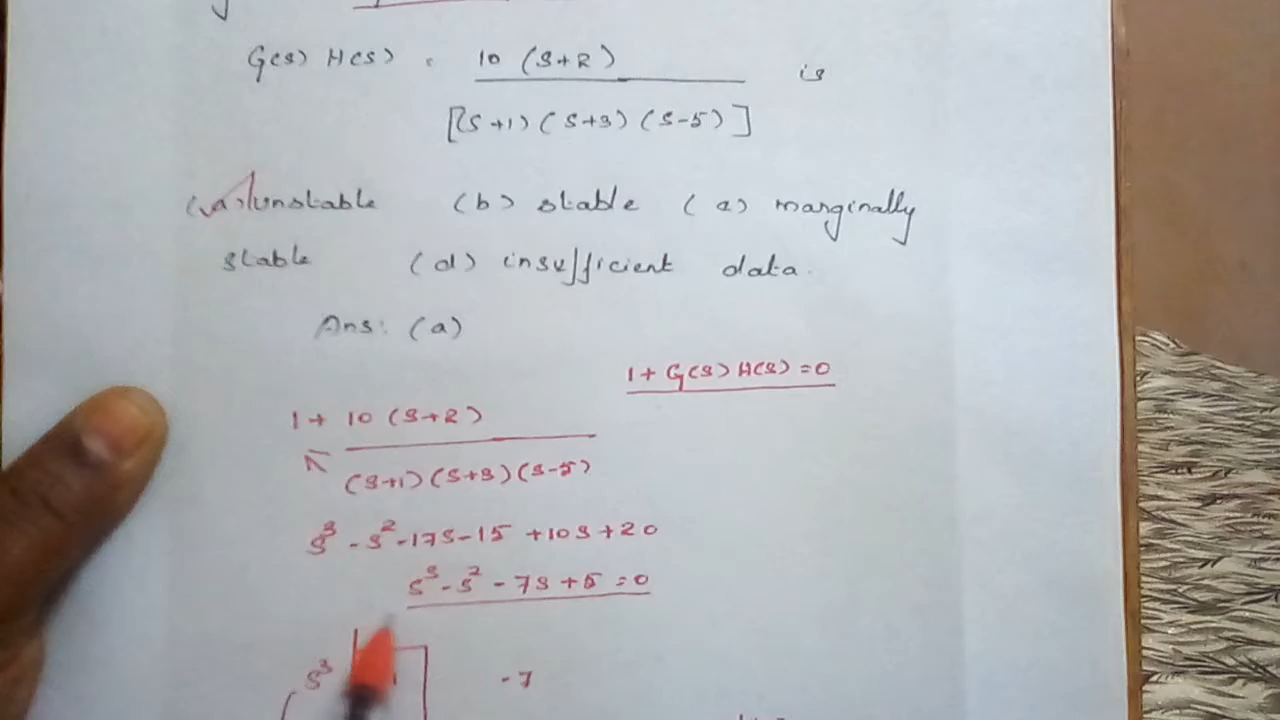 G(s) H(s) = 10 (S+2) / [(S+1) (S+3) (S-5)] is
(a) unstable (b) stable (a) marginally
stable (d) insufficient data.
Ans: (a)
1 + G(s) H(s) = 0
1 + 10 (S+2) / (S+1) (S+3) (S-5)
S³ - S² - 17S - 15 + 10S + 20
S³ - S² - 7S + 5 = 0
S³ -7